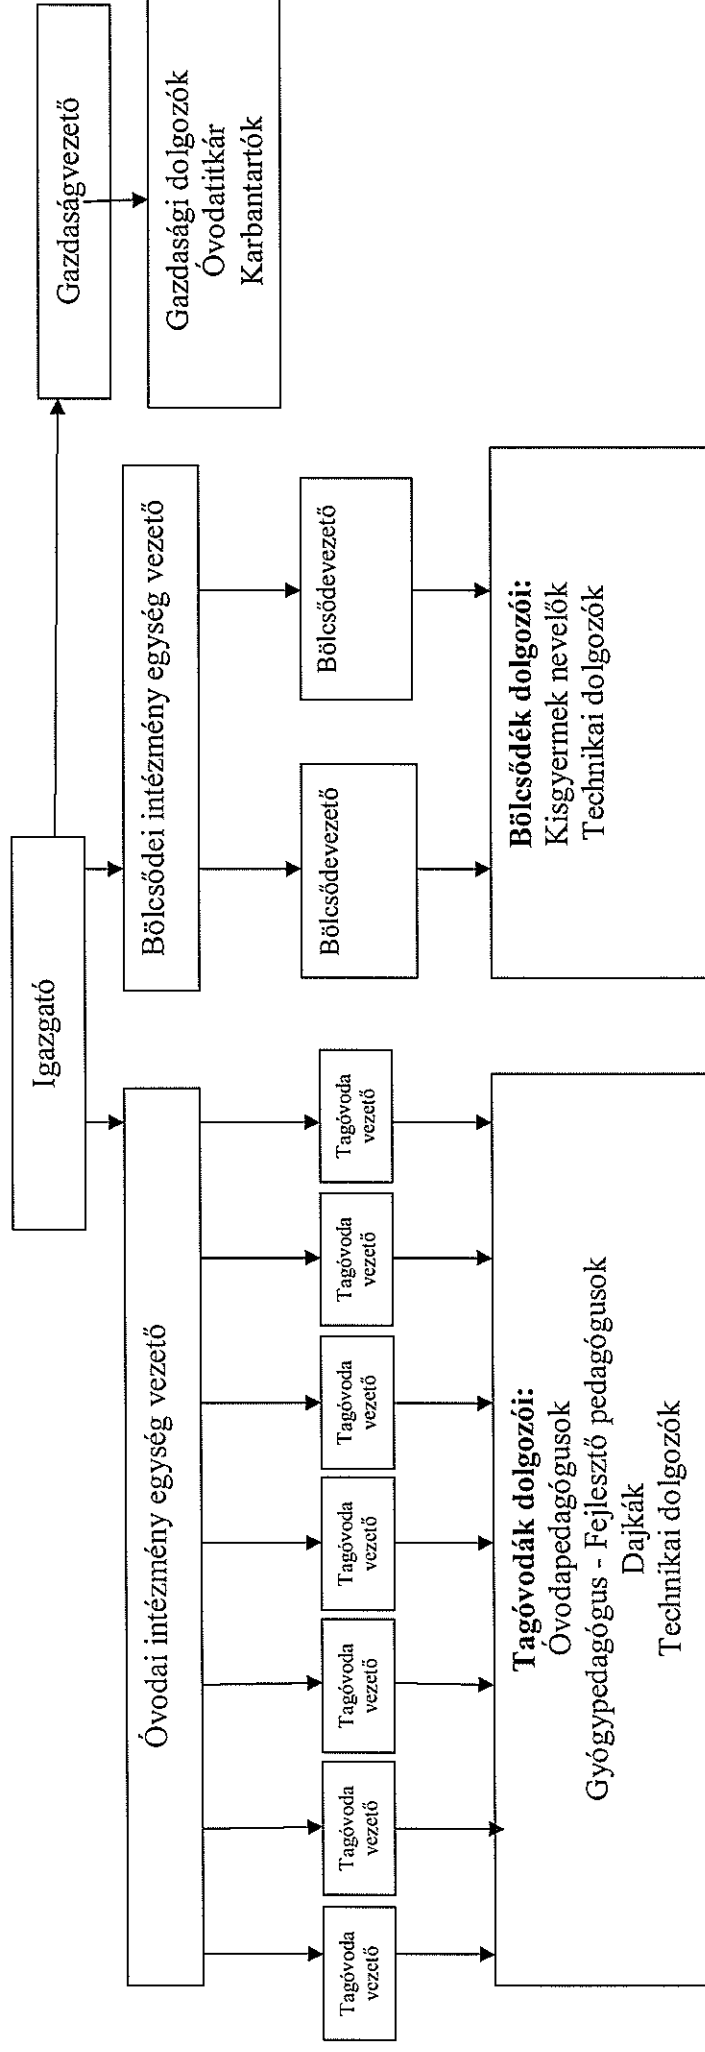 Igazgató
Gazdaságvezető
Gazdasági dolgozók
Óvodatitkár
Karbantartók
Óvodai intézmény egység vezető
Bölcsődei intézmény egység vezető
Tagóvoda
vezető
Tagóvoda
vezető
Tagóvoda
vezető
Tagóvoda
vezető
Tagóvoda
vezető
Tagóvoda
vezető
Tagóvoda
vezető
Bölcsődevezető
Bölcsődevezető
Tagóvodák dolgozói:
Óvodapedagógusok
Gyógypedagógus - Fejlesztő pedagógusok
Dajkák
Technikai dolgozók
Bölcsődék dolgozói:
Kisgyermek nevelők
Technikai dolgozók